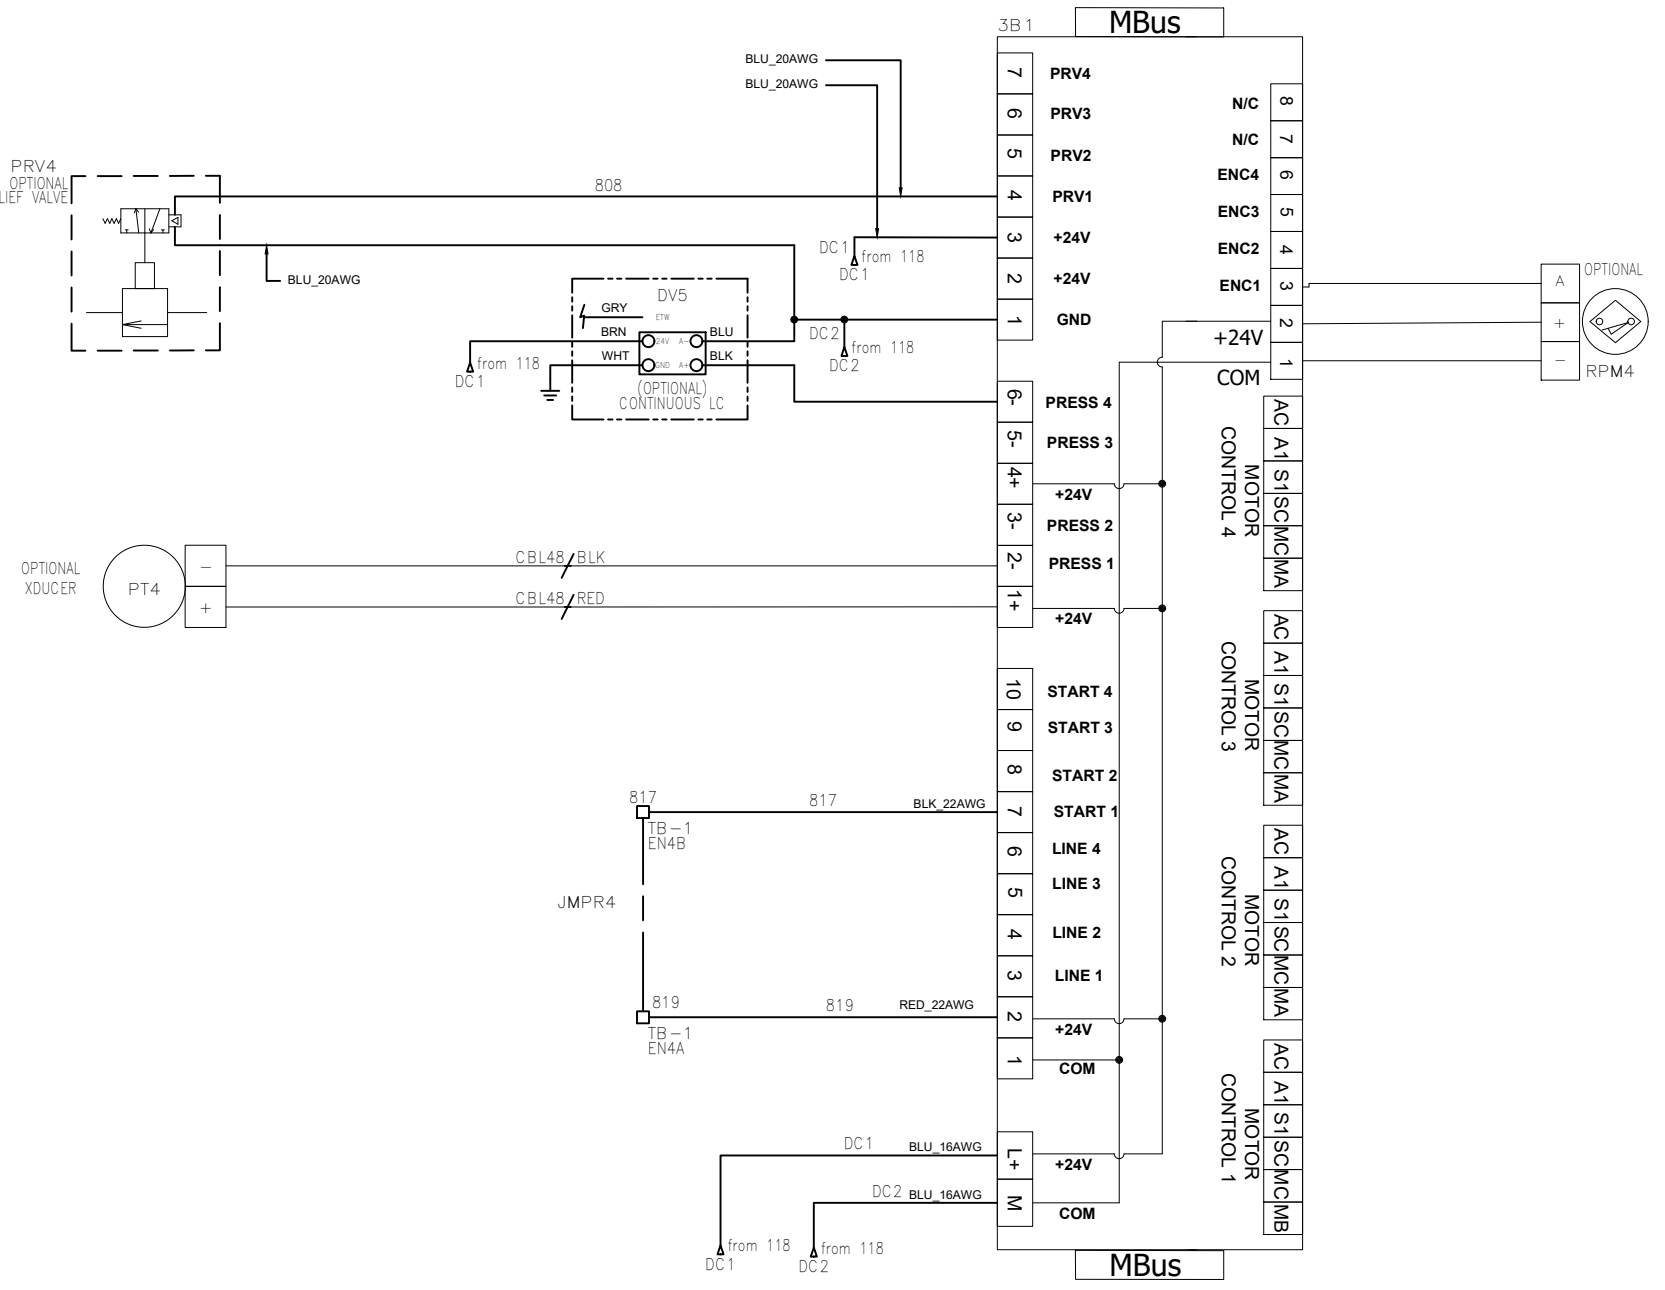 3B1
MBus
BLU_20AWG
BLU_20AWG
7 PRV4
6 PRV3
5 PRV2
4 PRV1
3 +24V
2 +24V
1 GND
N/C 8
N/C 7
ENC4 6
ENC3 5
ENC2 4
ENC1 3
+24V 2
COM 1
PRV4
OPTIONAL
LIEF VALVE
808
BLU_20AWG
DC1
from 118
DC1
DV5
GRY
ETW
BRN
24V A-
BLU
WHT
GND A+
BLK
(OPTIONAL)
CONTINUOUS LC
from 118
DC1
DC2
from 118
DC2
OPTIONAL
A
+
-
RPM4
6- PRESS 4
5- PRESS 3
4+ +24V
3- PRESS 2
2- PRESS 1
1+ +24V
OPTIONAL
XDUCER
PT4
-
+
CBL48 BLK
CBL48 RED
10 START 4
9 START 3
8 START 2
7 START 1
6 LINE 4
5 LINE 3
4 LINE 2
3 LINE 1
2 +24V
1 COM
817
817
BLK_22AWG
TB-1
EN4B
JMPR4
819
819
RED_22AWG
TB-1
EN4A
L+ +24V
M COM
DC1
BLU_16AWG
DC2
BLU_16AWG
from 118
DC1
from 118
DC2
AC A1 S1 SC MC MA
MOTOR
CONTROL 4
AC A1 S1 SC MC MA
MOTOR
CONTROL 3
AC A1 S1 SC MC MA
MOTOR
CONTROL 2
AC A1 S1 SC MC MB
MOTOR
CONTROL 1
MBus